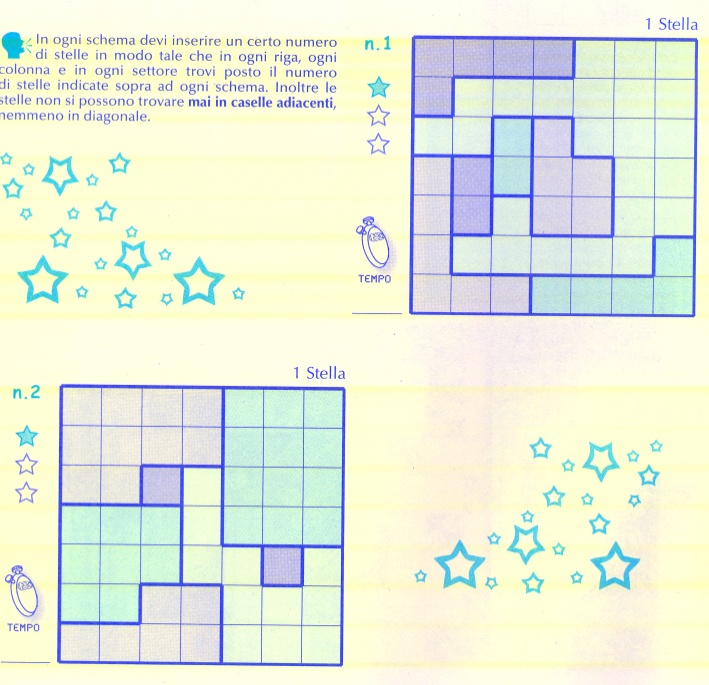 In ogni schema devi inserire un certo numero
di stelle in modo tale che in ogni riga, ogni
colonna e in ogni settore trovi posto il numero
di stelle indicate sopra ad ogni schema. Inoltre le
stelle non si possono trovare mai in caselle adiacenti,
nemmeno in diagonale.
1 Stella
n.1
TEMPO
1 Stella
n.2
TEMPO